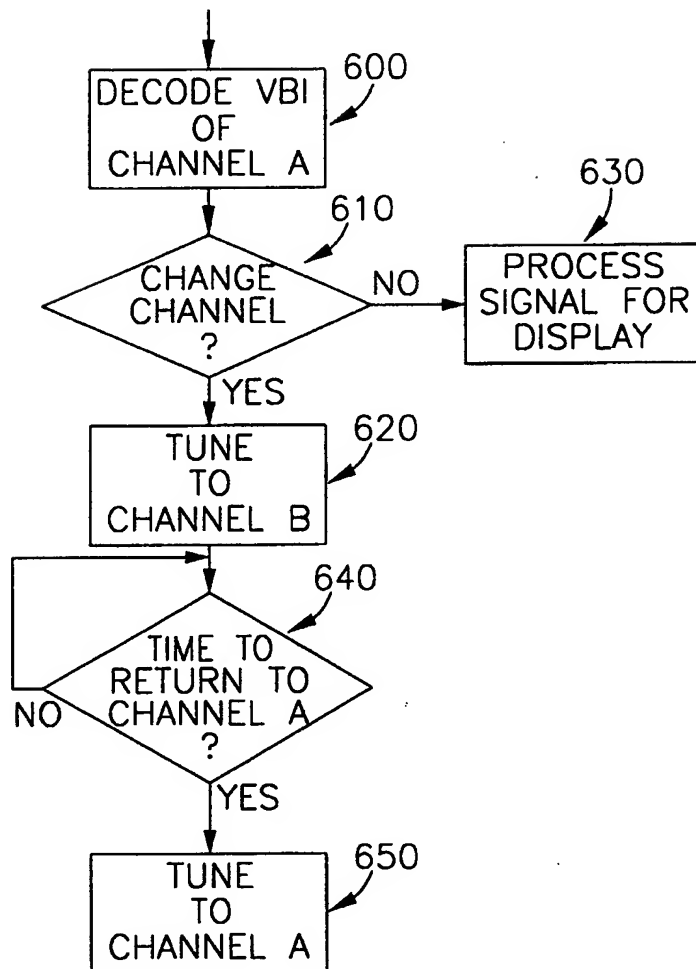 600
DECODE VBI
OF
CHANNEL A
610
CHANGE
CHANNEL
?
NO
630
PROCESS
SIGNAL FOR
DISPLAY
YES
620
TUNE
TO
CHANNEL B
640
TIME TO
RETURN TO
CHANNEL A
?
NO
YES
650
TUNE
TO
CHANNEL A